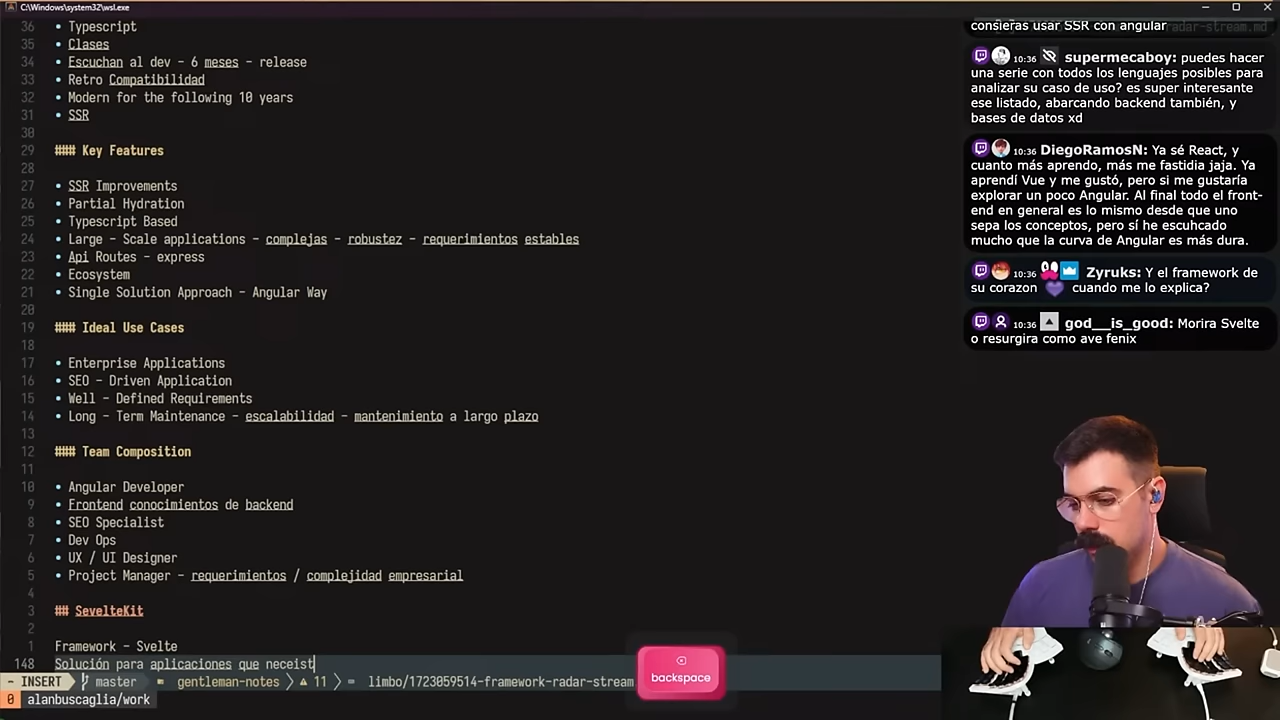 C:\Windows\system32\wsl.exe
36 • Typescript
35 • Clases
34 • Escuchan al dev - 6 meses - release
33 • Retro Compatibilidad
32 • Modern for the following 10 years
31 • SSR
30
29 ### Key Features
28
27 • SSR Improvements
26 • Partial Hydration
25 • Typescript Based
24 • Large - Scale applications - complejas - robustez - requerimientos estables
23 • Api Routes - express
22 • Ecosystem
21 • Single Solution Approach - Angular Way
20
19 ### Ideal Use Cases
18
17 • Enterprise Applications
16 • SEO - Driven Application
15 • Well - Defined Requirements
14 • Long - Term Maintenance - escalabilidad - mantenimiento a largo plazo
13
12 ### Team Composition
11
10 • Angular Developer
9 • Frontend conocimientos de backend
8 • SEO Specialist
7 • Dev Ops
6 • UX / UI Designer
5 • Project Manager - requerimientos / complejidad empresarial
4
3 ## SevelteKit
2
1 Framework - Svelte
148 Solución para aplicaciones que neceist
- INSERT master gentleman-notes 11 limbo/1723059514-framework-radar-stream
0 alanbuscaglia/work
backspace
usar SSR con angular
radar-stream.md
10:36 supermecaboy: puedes hacer
una serie con todos los lenguajes posibles para
analizar su caso de uso? es super interesante
ese listado, abarcando backend también, y
bases de datos xd
10:36 DiegoRamosN: Ya sé React, y
cuanto más aprendo, más me fastidia jaja. Ya
aprendí Vue y me gustó, pero si me gustaría
explorar un poco Angular. Al final todo el front-
end en general es lo mismo desde que uno
sepa los conceptos, pero sí he escuhcado
mucho que la curva de Angular es más dura.
10:36 Zyruks: Y el framework de
su corazon cuando me lo explica?
10:36 god__is_good: Morira Svelte
o resurgira como ave fenix